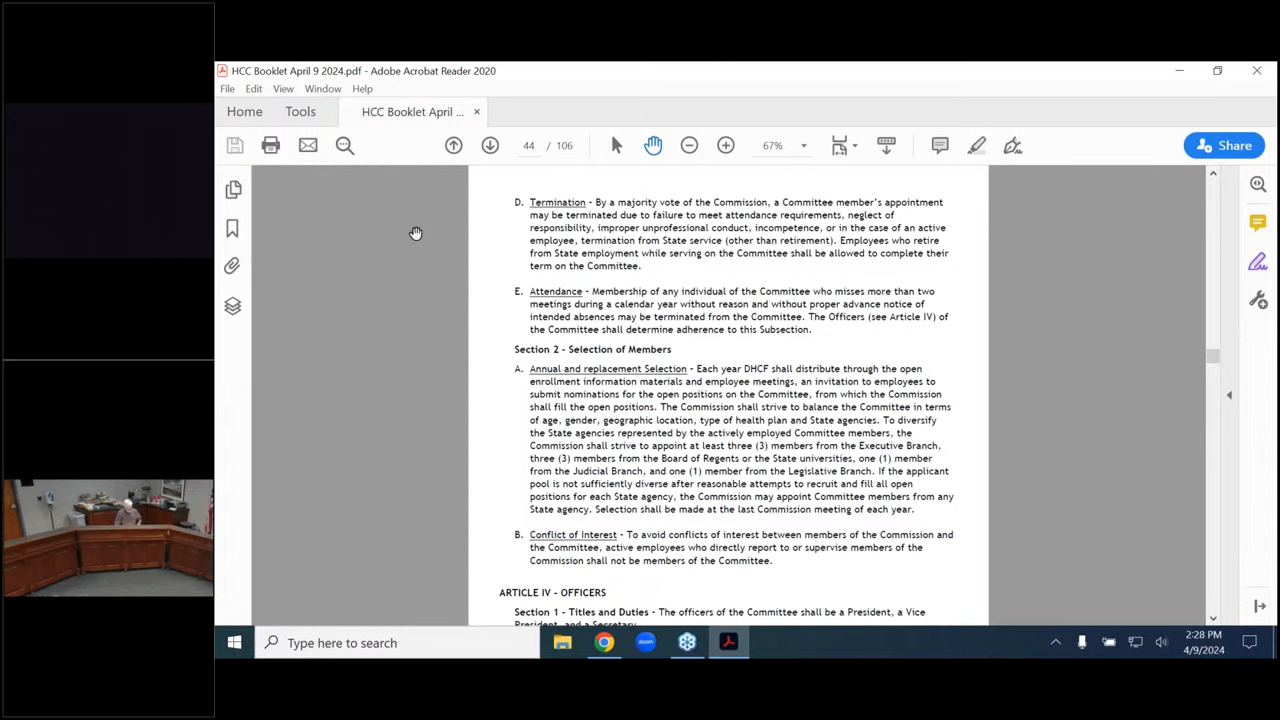 HCC Booklet April 9 2024.pdf - Adobe Acrobat Reader 2020
File Edit View Window Help
Home Tools HCC Booklet April ... ×
44 / 106 67% Share
D. Termination - By a majority vote of the Commission, a Committee member's appointment
may be terminated due to failure to meet attendance requirements, neglect of
responsibility, improper unprofessional conduct, incompetence, or in the case of an active
employee, termination from State service (other than retirement). Employees who retire
from State employment while serving on the Committee shall be allowed to complete their
term on the Committee.
E. Attendance - Membership of any individual of the Committee who misses more than two
meetings during a calendar year without reason and without proper advance notice of
intended absences may be terminated from the Committee. The Officers (see Article IV) of
the Committee shall determine adherence to this Subsection.
Section 2 - Selection of Members
A. Annual and replacement Selection - Each year DHCF shall distribute through the open
enrollment information materials and employee meetings, an invitation to employees to
submit nominations for the open positions on the Committee, from which the Commission
shall fill the open positions. The Commission shall strive to balance the Committee in terms
of age, gender, geographic location, type of health plan and State agencies. To diversify
the State agencies represented by the actively employed Committee members, the
Commission shall strive to appoint at least three (3) members from the Executive Branch,
three (3) members from the Board of Regents or the State universities, one (1) member
from the Judicial Branch, and one (1) member from the Legislative Branch. If the applicant
pool is not sufficiently diverse after reasonable attempts to recruit and fill all open
positions for each State agency, the Commission may appoint Committee members from any
State agency. Selection shall be made at the last Commission meeting of each year.
B. Conflict of Interest - To avoid conflicts of interest between members of the Commission and
the Committee, active employees who directly report to or supervise members of the
Commission shall not be members of the Committee.
ARTICLE IV - OFFICERS
Section 1 - Titles and Duties - The officers of the Committee shall be a President, a Vice
President, and a Secretary.
Type here to search
zoom
2:28 PM
4/9/2024